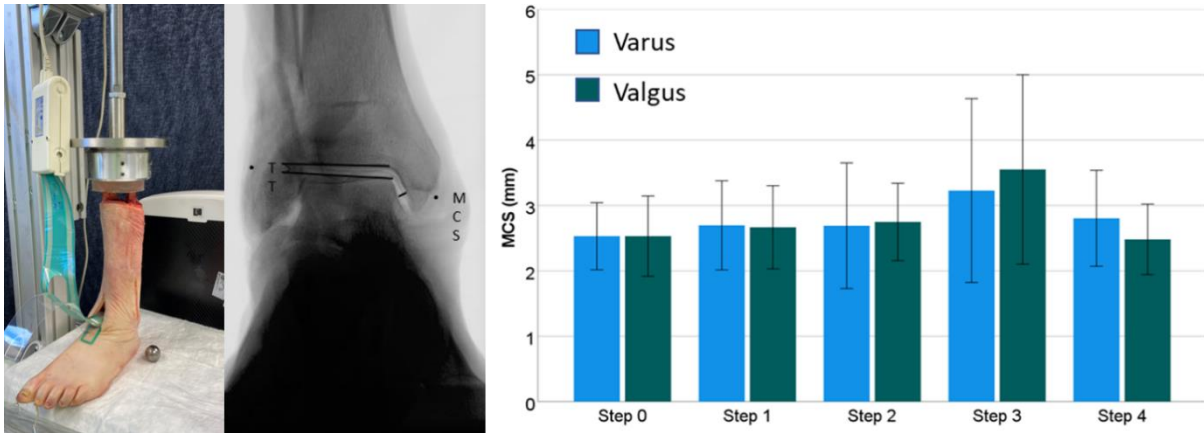 • T
T
• M
C
S
Varus
Valgus
MCS (mm)
6
5
4
3
2
1
0
Step 0 Step 1 Step 2 Step 3 Step 4